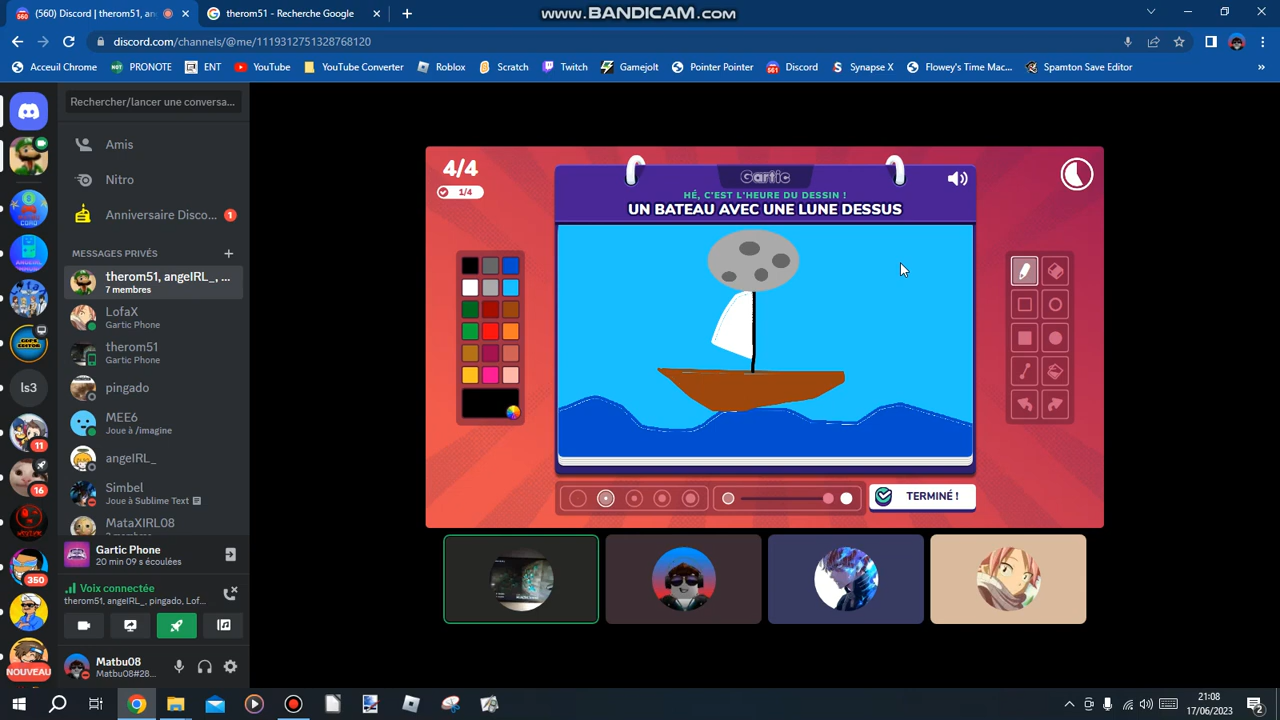 www.BANDICAM.com
(560) Discord | therom51, an
therom51 - Recherche Google
discord.com/channels/@me/1119312751328768120
Acceuil Chrome
PRONOTE
ENT
YouTube
YouTube Converter
Roblox
Scratch
Twitch
Gamejolt
Pointer Pointer
Discord
Synapse X
Flowey's Time Mac...
Spamton Save Editor
Rechercher/lancer une conversa...
Amis
Nitro
Anniversaire Disco...
1
MESSAGES PRIVÉS
therom51, angeIRL_, ...
7 membres
LofaX
Gartic Phone
therom51
Gartic Phone
pingado
MEE6
Joue à /imagine
angeIRL_
Simbel
Joue à Sublime Text
MataXIRL08
ls3
11
16
350
NOUVEAU
Gartic Phone
20 min 09 s écoulées
Voix connectée
therom51, angeIRL_, pingado, Lof...
Matbu08
Matbu08#28...
4/4
1/4
Gartic
HÉ, C'EST L'HEURE DU DESSIN !
UN BATEAU AVEC UNE LUNE DESSUS
TERMINÉ !
21:08
17/06/2023
2